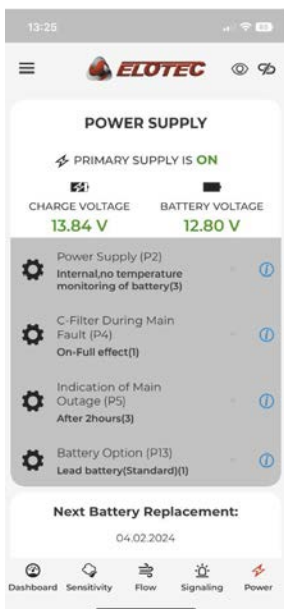 13:25
ELOTEC
POWER SUPPLY
PRIMARY SUPPLY IS ON
CHARGE VOLTAGE
BATTERY VOLTAGE
13.84 V
12.80 V
Power Supply (P2)
Internal,no temperature
monitoring of battery(3)
C-Filter During Main
Fault (P4)
On-Full effect(1)
Indication of Main
Outage (P5)
After 2hours(3)
Battery Option (P13)
Lead battery(Standard)(1)
Next Battery Replacement:
04.02.2024
Dashboard Sensitivity Flow Signaling Power